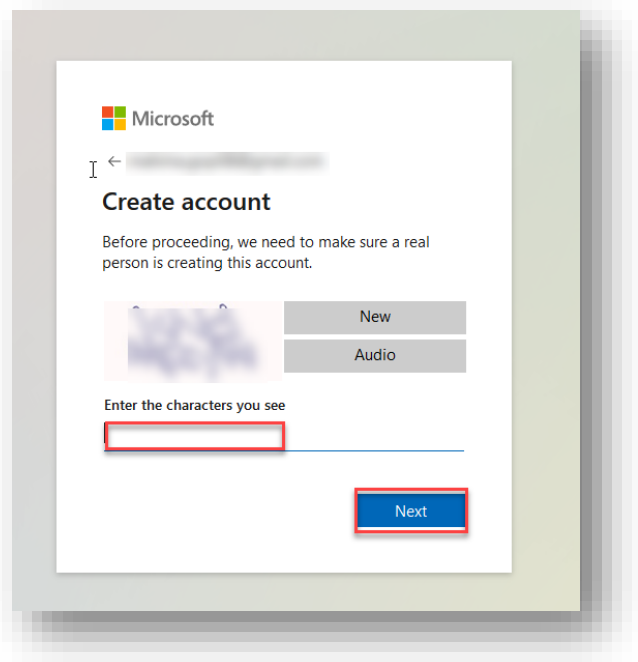 Microsoft
Create account
Before proceeding, we need to make sure a real
person is creating this account.
New
Audio
Enter the characters you see
Next